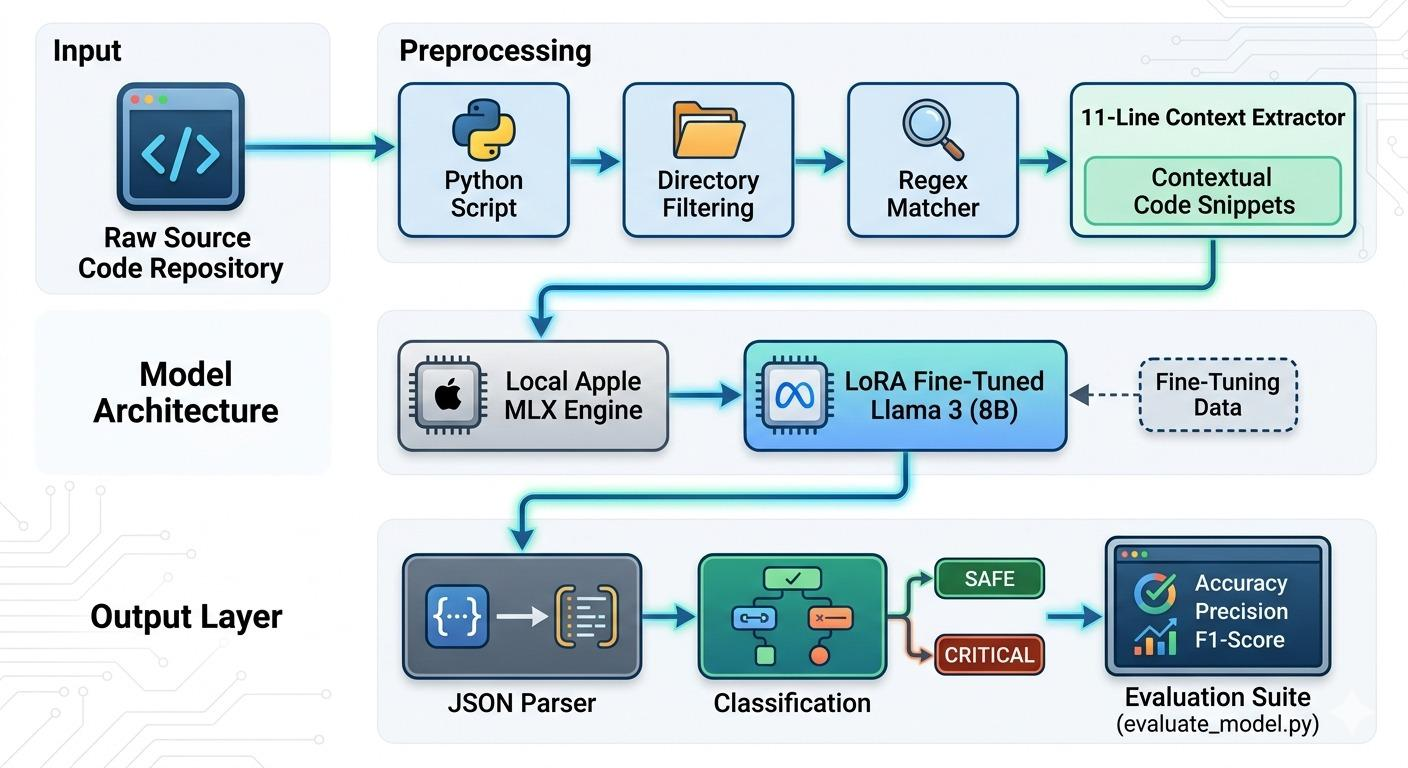 Input
Raw Source
Code Repository
Preprocessing
Python
Script
Directory
Filtering
Regex
Matcher
11-Line Context Extractor
Contextual
Code Snippets
Model
Architecture
Local Apple
MLX Engine
LoRA Fine-Tuned
Llama 3 (8B)
Fine-Tuning
Data
Output Layer
JSON Parser
Classification
SAFE
CRITICAL
Accuracy
Precision
F1-Score
Evaluation Suite
(evaluate_model.py)